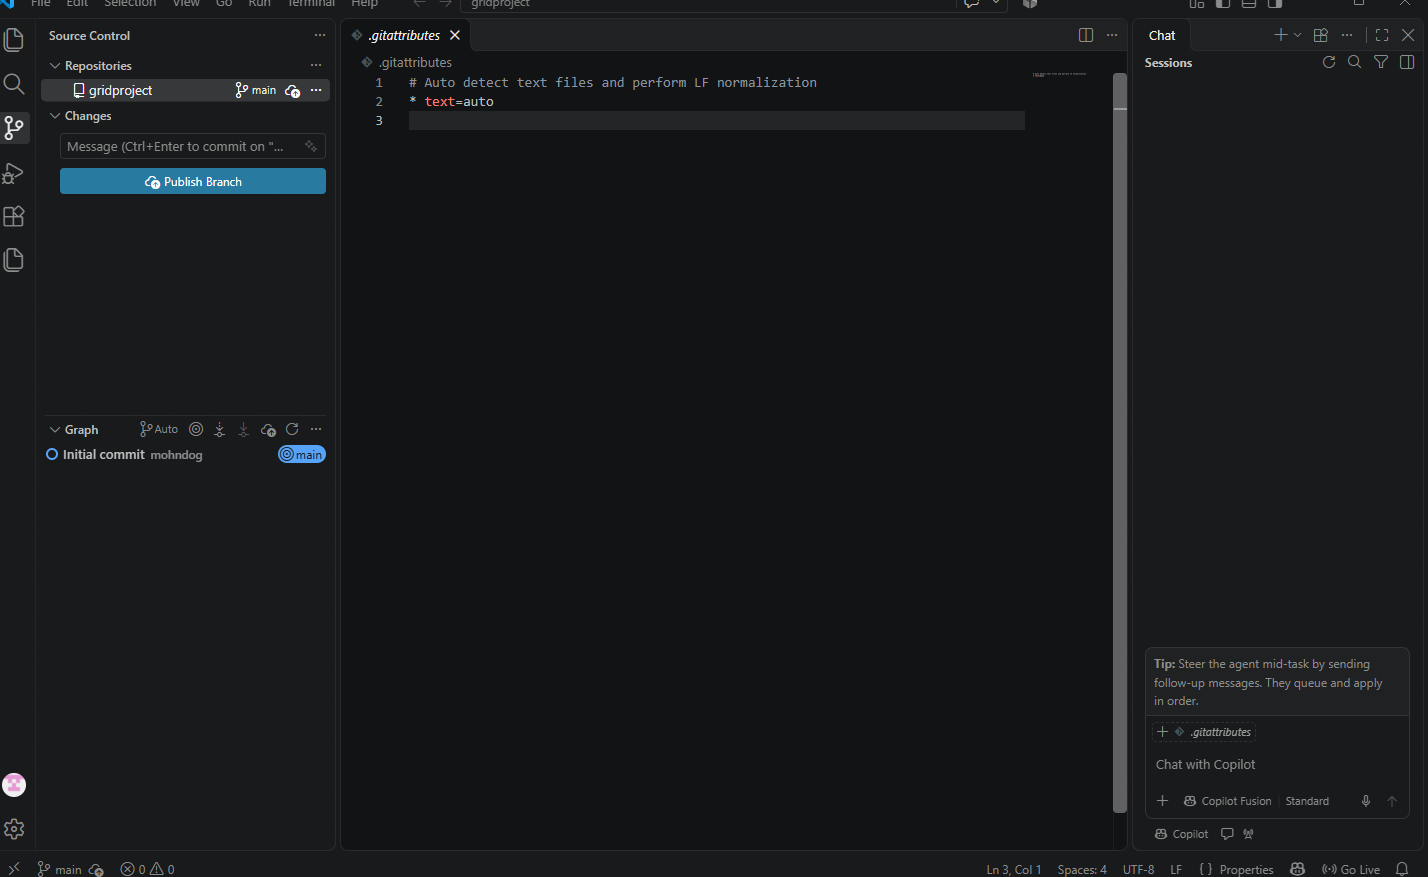 File Edit Selection View Go Run Terminal Help
gridproject
Source Control
Repositories
gridproject main
Changes
Message (Ctrl+Enter to commit on "...
Publish Branch
Graph Auto
Initial commit mohndog main
.gitattributes
.gitattributes
1 # Auto detect text files and perform LF normalization
2 * text=auto
3
Chat
Sessions
Tip: Steer the agent mid-task by sending
follow-up messages. They queue and apply
in order.
.gitattributes
Chat with Copilot
Copilot Fusion Standard
Copilot
main 0 0 Ln 3, Col 1 Spaces: 4 UTF-8 LF { } Properties Go Live